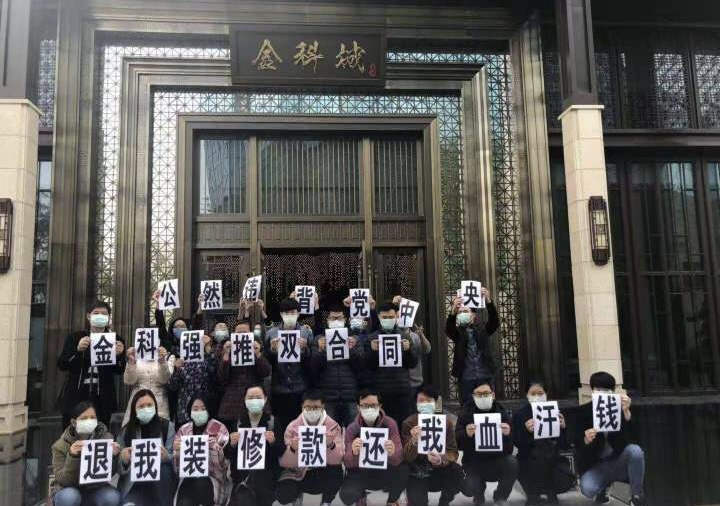 金科城
公然违背党中央
金科强推双合同
退我装修款还我血汗钱